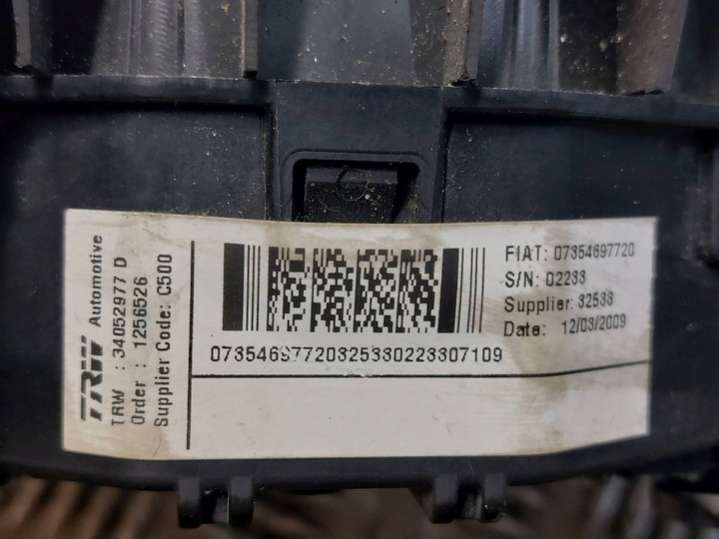 TRW Automotive
TRW : 34052977 D
Order : 1256526
Supplier Code: C500
FIAT: 07354697720
S/N: 02233
Supplier: 32533
Date: 12/03/2009
07354697720325330223307109